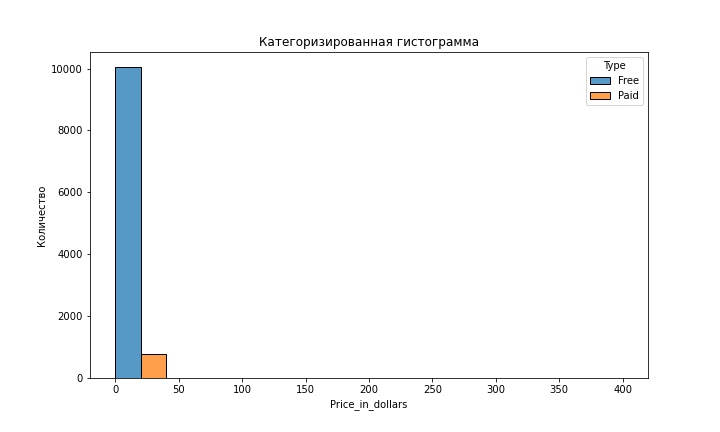 Категоризированная гистограмма
Type
Free
Paid
10000
8000
6000
4000
2000
0
Количество
0 50 100 150 200 250 300 350 400
Price_in_dollars